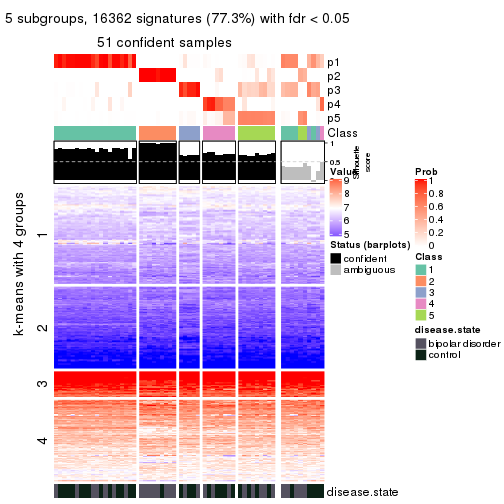 5 subgroups, 16362 signatures (77.3%) with fdr < 0.05
51 confident samples
p1
p2
p3
p4
p5
Class
1
0.5
0
Silhouette
score
k-means with 4 groups
1
2
3
4
disease.state
Value
9
8
7
6
5
Status (barplots)
confident
ambiguous
Prob
1
0.8
0.6
0.4
0.2
0
Class
1
2
3
4
5
disease.state
bipolar disorder
control